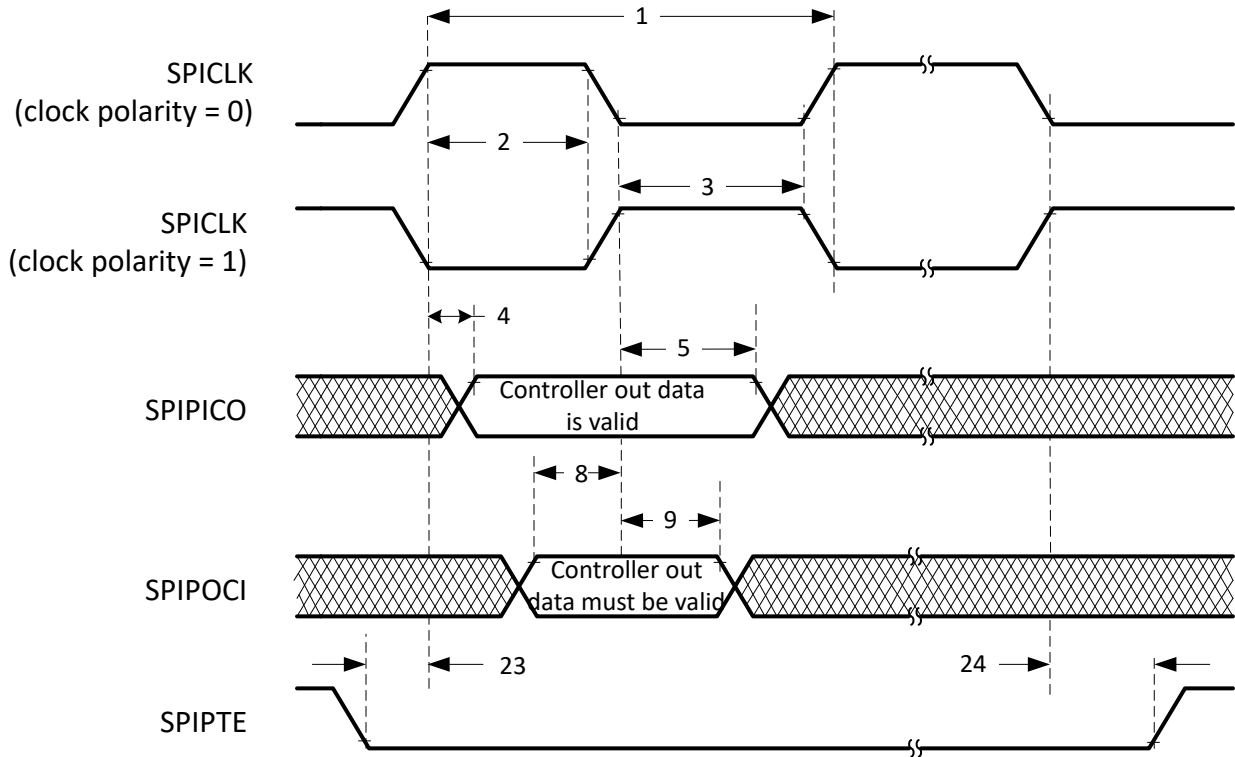 1
SPICLK
(clock polarity = 0)
2
3
SPICLK
(clock polarity = 1)
4
5
SPIPICO
Controller out data
is valid
8
9
SPIPOCI
Controller out
data must be valid
23
24
SPIPTE